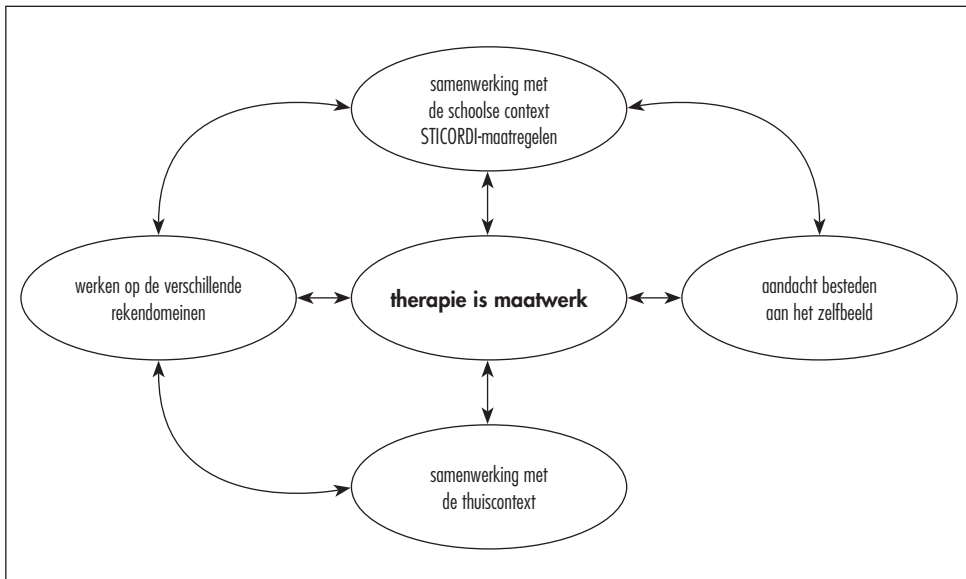 samenwerking met
de schoolse context
STICORDI-maatregelen
werken op de verschillende
rekendomeinen
therapie is maatwerk
aandacht besteden
aan het zelfbeeld
samenwerking met
de thuiscontext